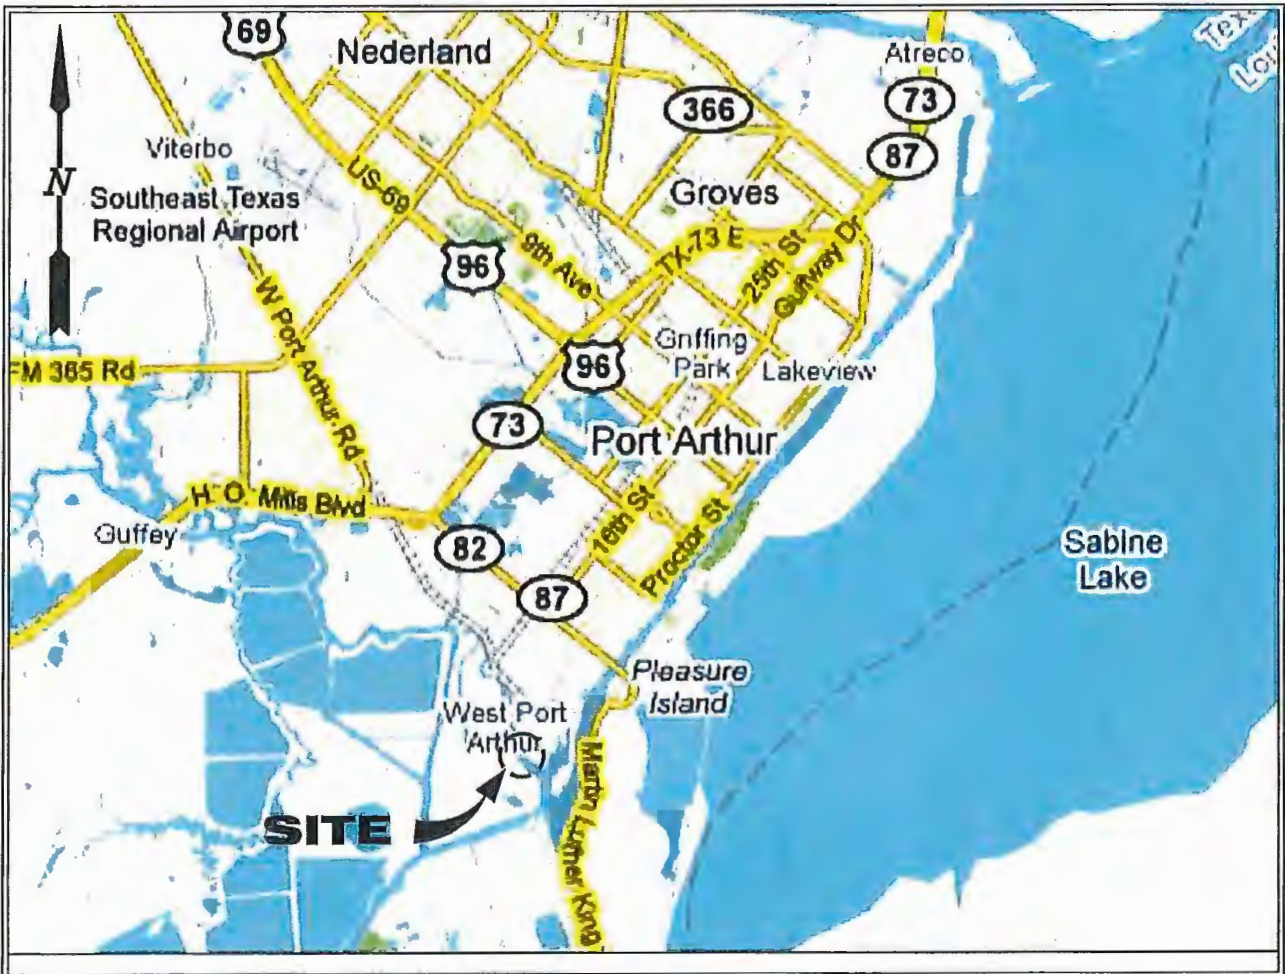 69
Nederland
Atreco
366
73
87
Viterbo
N
Southeast Texas
Regional Airport
US-69
Groves
TX-73 E
25th St
Gulfway Dr
96
9th Ave
W Port Arthur Rd
FM 365 Rd
Griffing
Park
Lakeview
96
73
Port Arthur
H. O. Mills Blvd
16th St
Proctor St
Guffey
82
87
Sabine
Lake
Pleasure
Island
West Port
Arthur
SITE
Martin Luther King